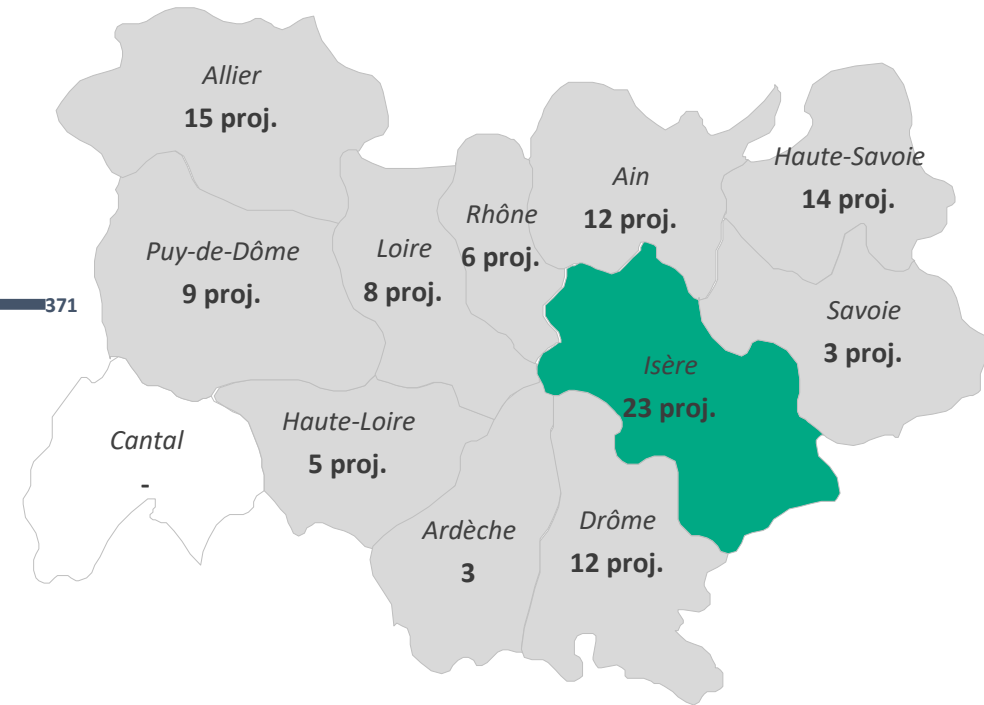 Allier
15 proj.
Haute-Savoie
14 proj.
Ain
12 proj.
Rhône
6 proj.
Puy-de-Dôme
9 proj.
Loire
8 proj.
371
Savoie
3 proj.
Isère
23 proj.
Cantal
-
Haute-Loire
5 proj.
Ardèche
3
Drôme
12 proj.